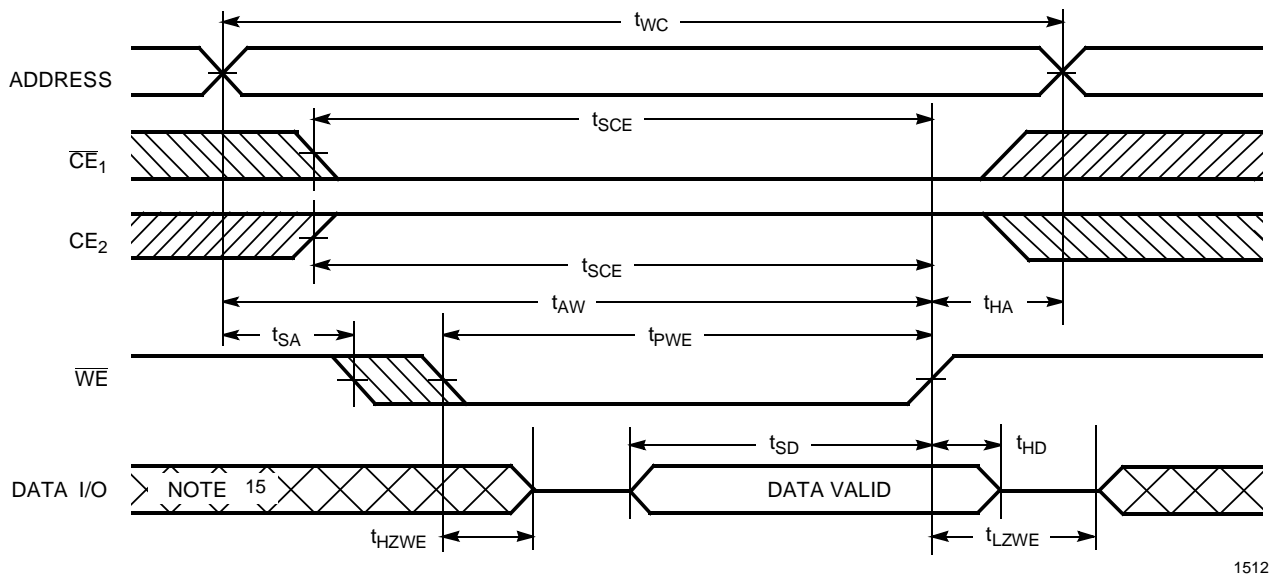 tWC
ADDRESS
tSCE
CE1
CE2
tSCE
tAW
tHA
tSA
tPWE
WE
tSD
tHD
DATA I/O
NOTE 15
DATA VALID
tHZWE
tLZWE
1512